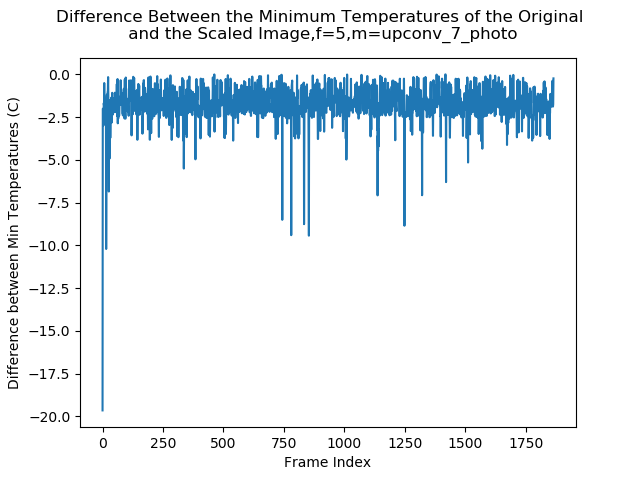 Difference Between the Minimum Temperatures of the Original
and the Scaled Image,f=5,m=upconv_7_photo
Difference between Min Temperatures (C)
0.0
−2.5
−5.0
−7.5
−10.0
−12.5
−15.0
−17.5
−20.0
0 250 500 750 1000 1250 1500 1750
Frame Index